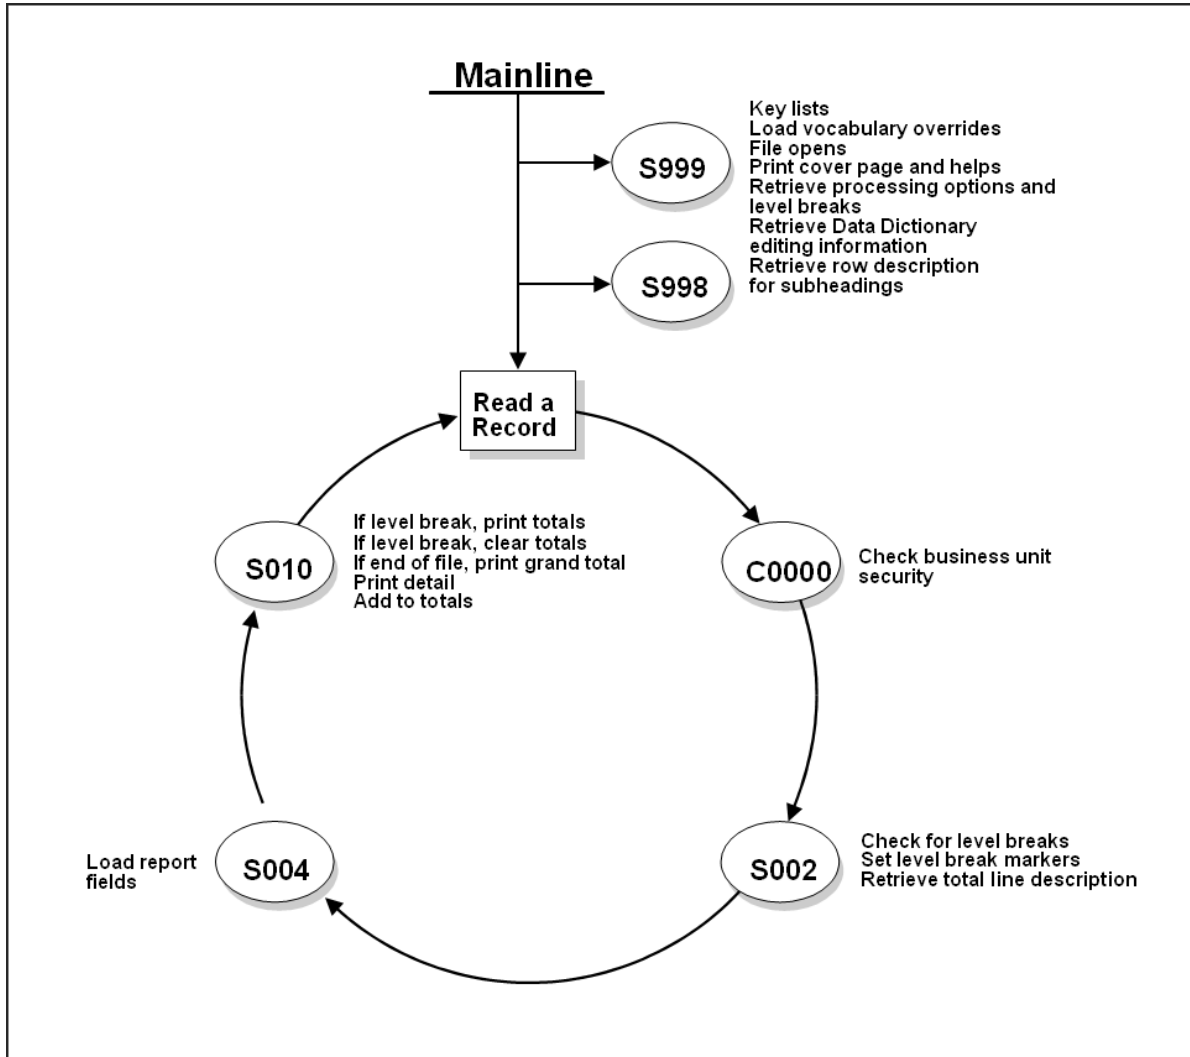 Mainline
Key lists
Load vocabulary overrides
File opens
Print cover page and helps
Retrieve processing options and
level breaks
Retrieve Data Dictionary
editing information
Retrieve row description
for subheadings
S999
S998
Read a
Record
C0000
Check business unit
security
S002
Check for level breaks
Set level break markers
Retrieve total line description
S004
Load report
fields
S010
If level break, print totals
If level break, clear totals
If end of file, print grand total
Print detail
Add to totals